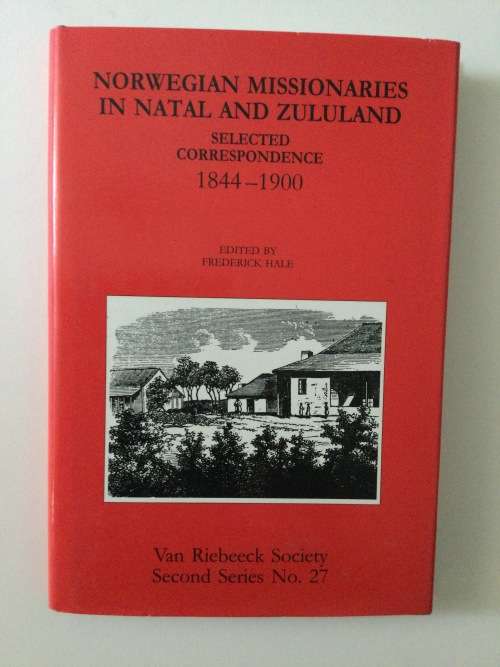 NORWEGIAN MISSIONARIES
IN NATAL AND ZULULAND
SELECTED
CORRESPONDENCE
1844–1900
EDITED BY
FREDERICK HALE
Van Riebeeck Society
Second Series No. 27